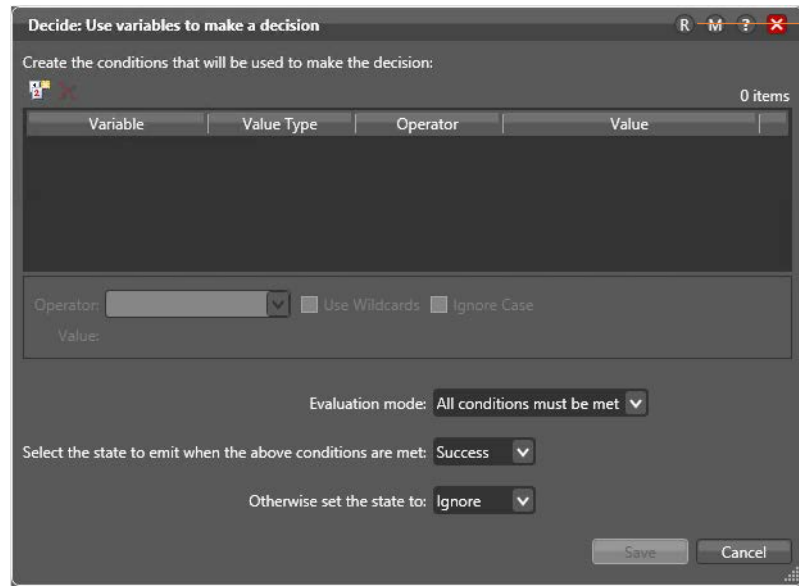 Decide: Use variables to make a decision R M ?
Create the conditions that will be used to make the decision:
0 items
Variable Value Type Operator Value
Operator: Use Wildcards Ignore Case
Value:
Evaluation mode: All conditions must be met
Select the state to emit when the above conditions are met: Success
Otherwise set the state to: Ignore
Save Cancel